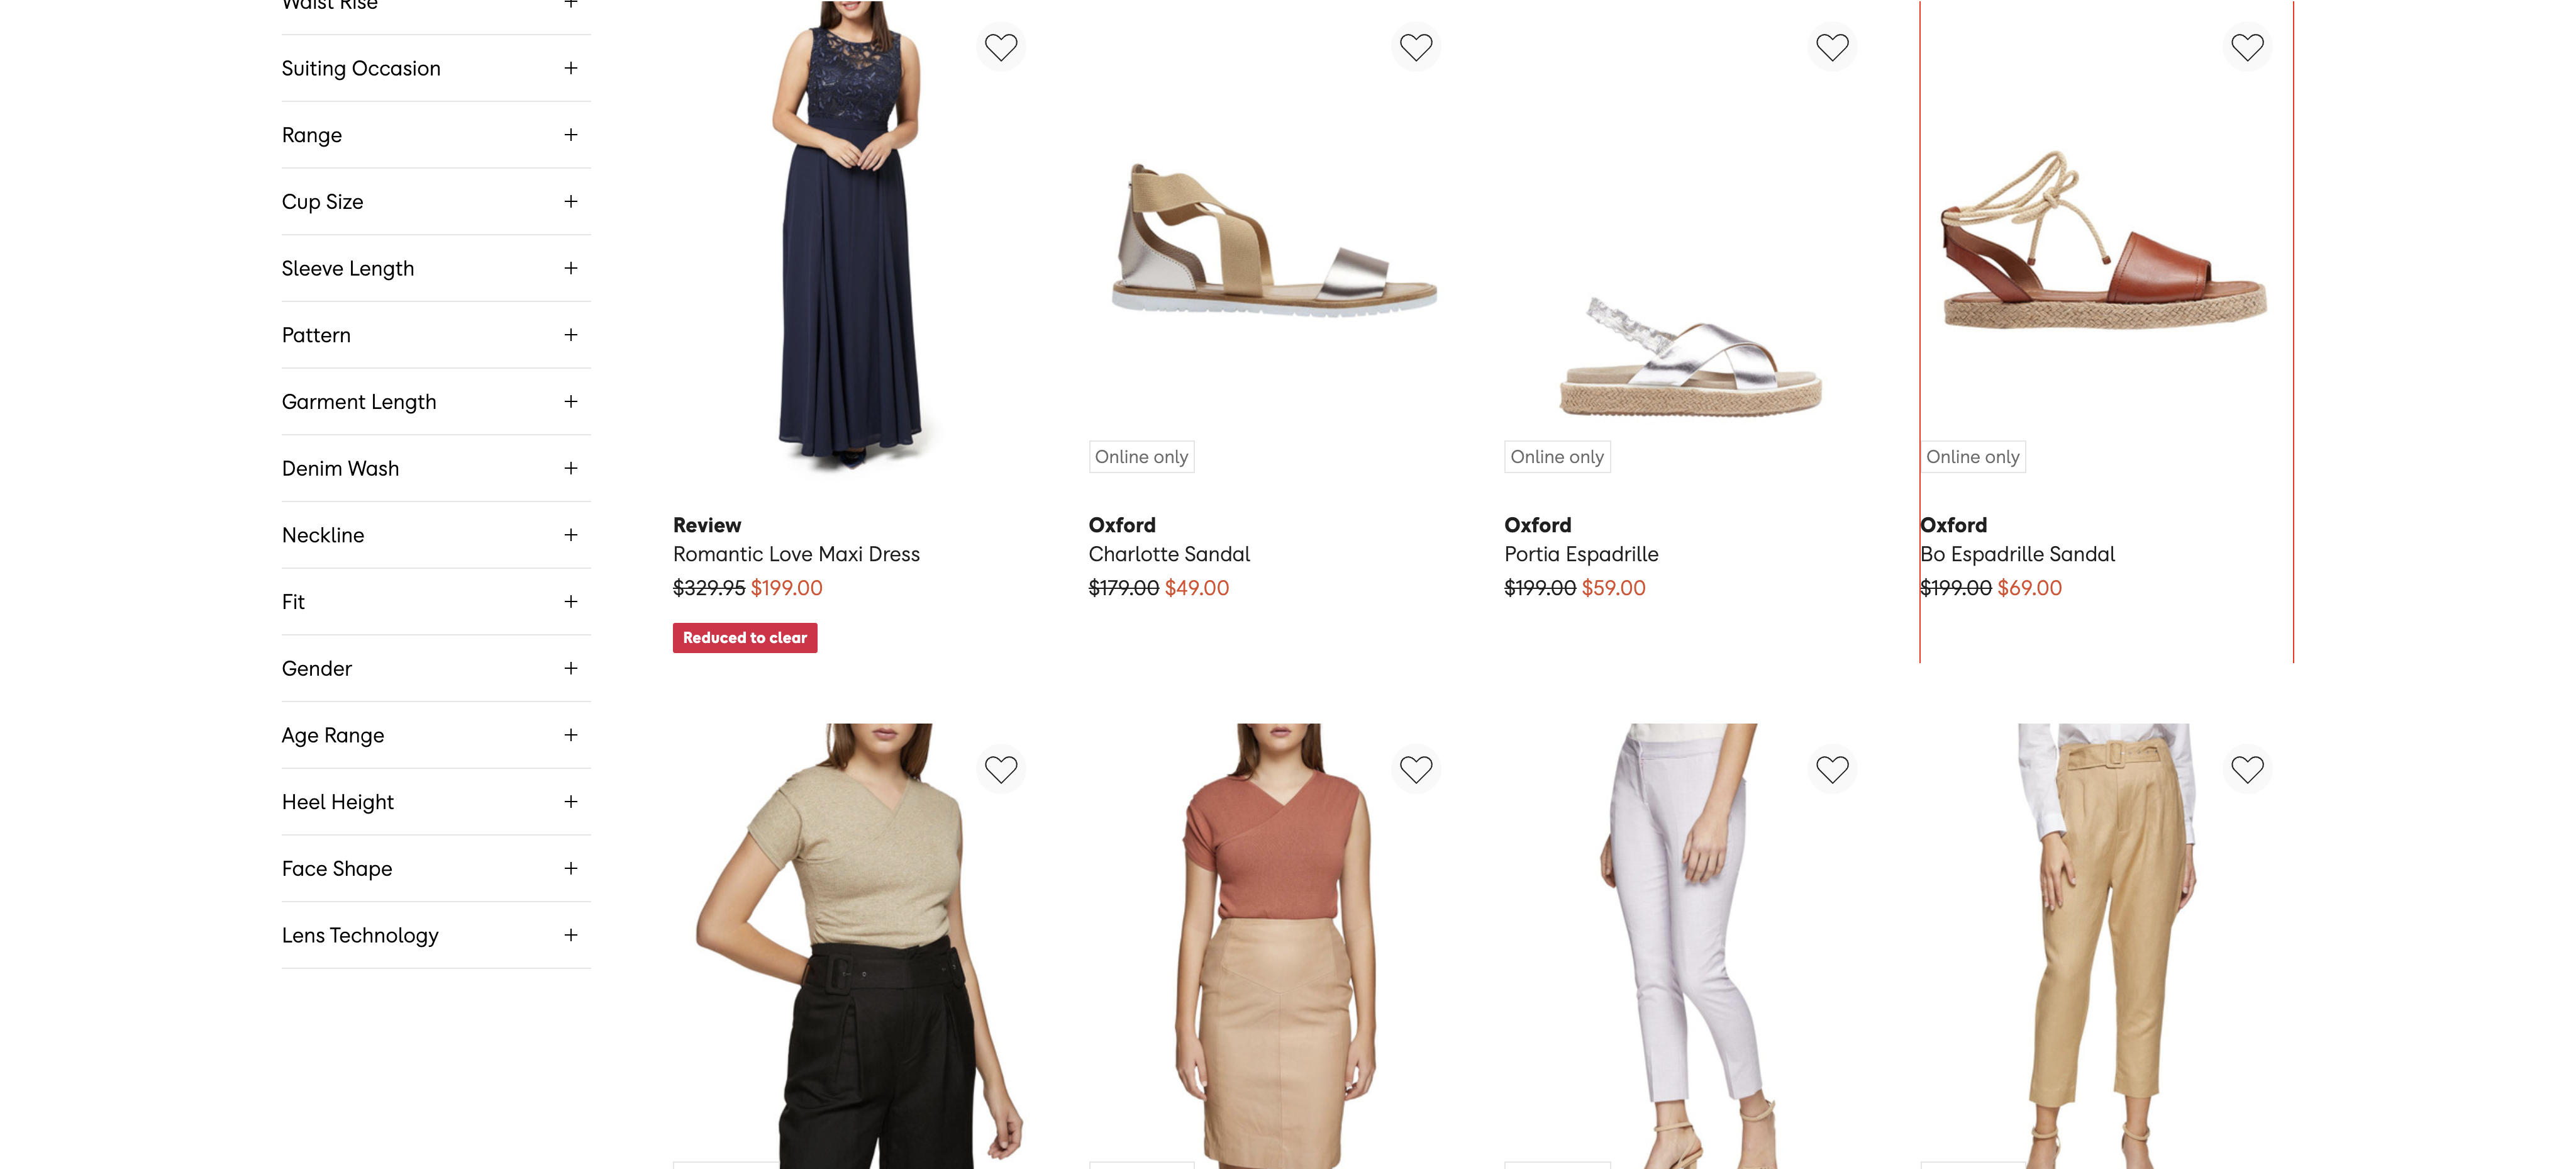 Waist Rise
Suiting Occasion
Range
Cup Size
Sleeve Length
Pattern
Garment Length
Denim Wash
Neckline
Fit
Gender
Age Range
Heel Height
Face Shape
Lens Technology
Review
Romantic Love Maxi Dress
$329.95 $199.00
Reduced to clear
Online only
Oxford
Charlotte Sandal
$179.00 $49.00
Online only
Oxford
Portia Espadrille
$199.00 $59.00
Online only
Oxford
Bo Espadrille Sandal
$199.00 $69.00